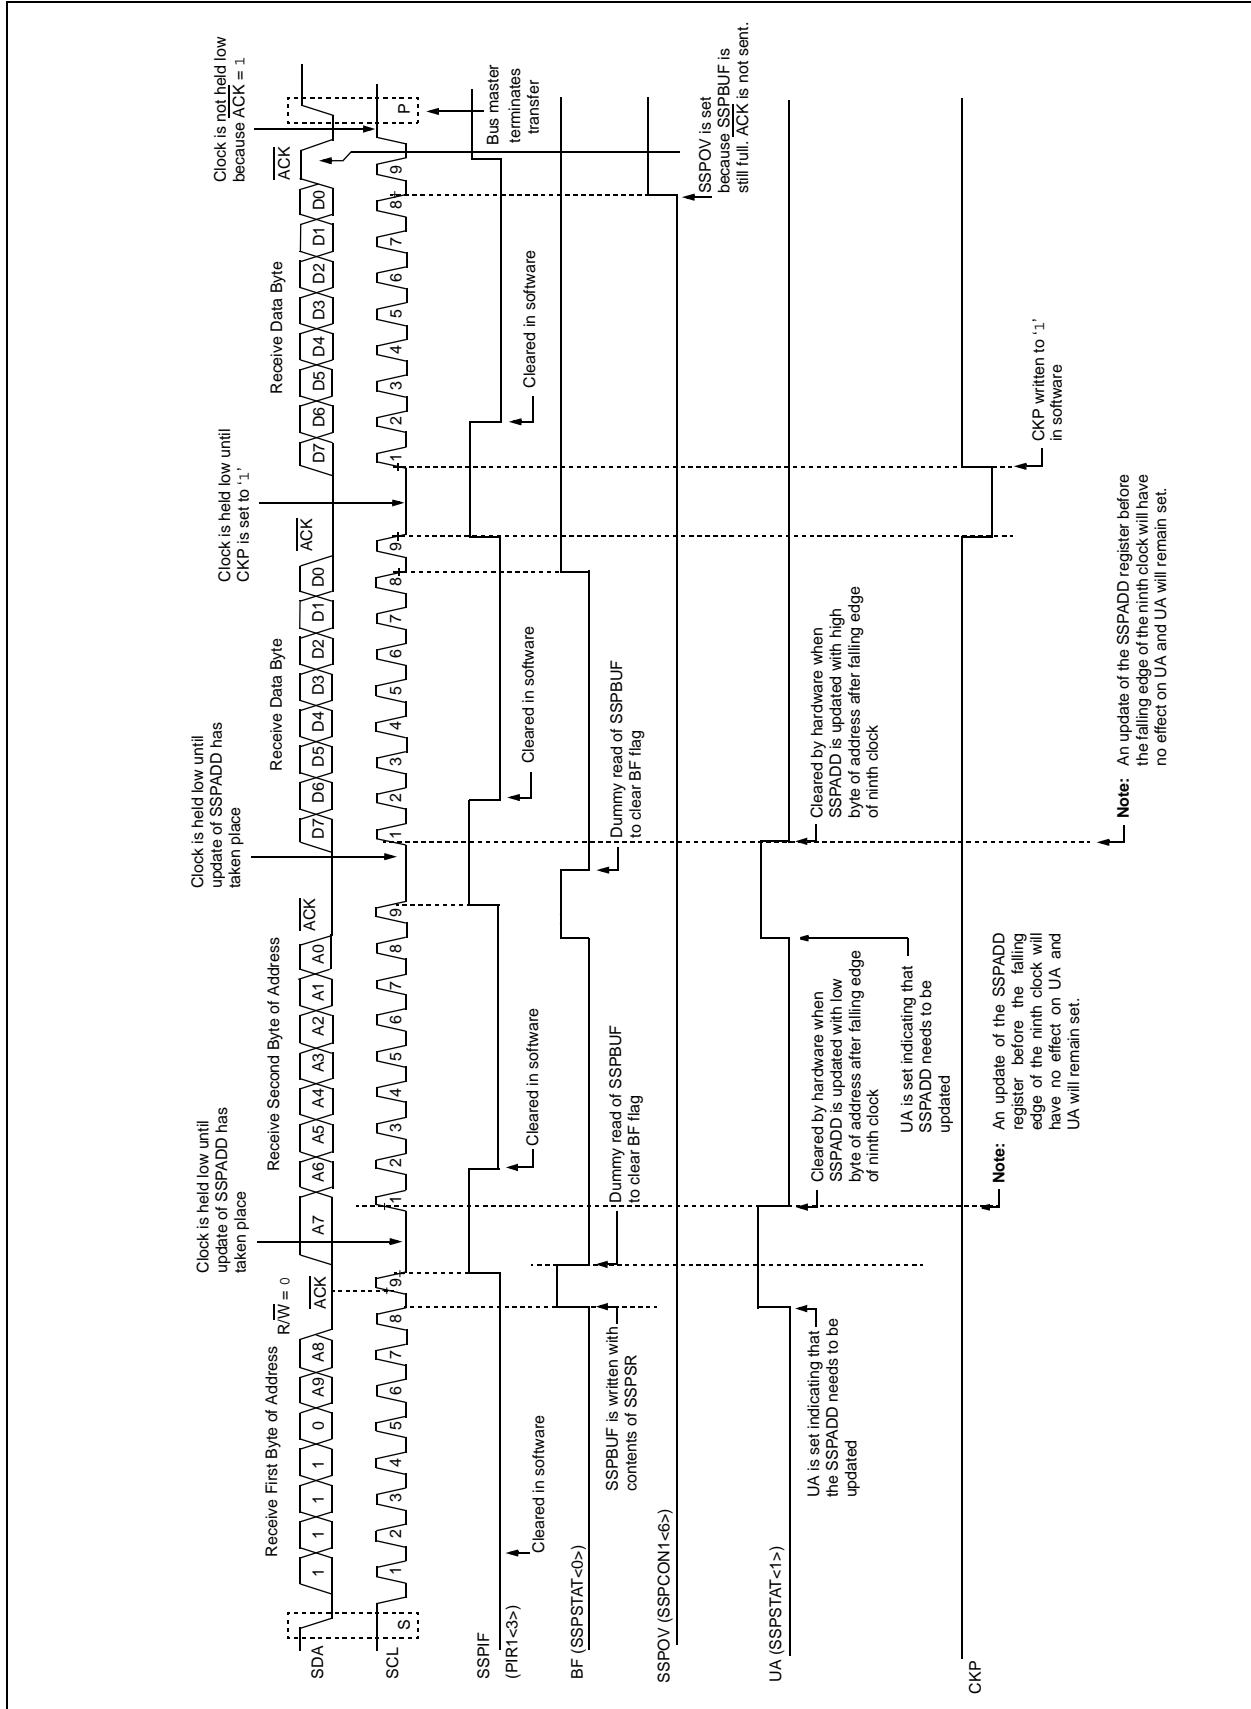 Receive First Byte of Address
R/W = 0
Clock is held low until
update of SSPADD has
taken place
Receive Second Byte of Address
Clock is held low until
update of SSPADD has
taken place
Receive Data Byte
Clock is held low until
CKP is set to ‘1’
Receive Data Byte
Clock is not held low
because ACK = 1
SDA
1 1 1 1 0 A9 A8 ACK A7 A6 A5 A4 A3 A2 A1 A0 ACK D7 D6 D5 D4 D3 D2 D1 D0 ACK D7 D6 D5 D4 D3 D2 D1 D0 ACK
SCL
S 1 2 3 4 5 6 7 8 9 1 2 3 4 5 6 7 8 9 1 2 3 4 5 6 7 8 9 1 2 3 4 5 6 7 8 9 P
Bus master
terminates
transfer
SSPIF
(PIR1<3>)
Cleared in software
Cleared in software
Cleared in software
Cleared in software
BF (SSPSTAT<0>)
SSPBUF is written with
contents of SSPSR
Dummy read of SSPBUF
to clear BF flag
Dummy read of SSPBUF
to clear BF flag
SSPOV (SSPCON1<6>)
SSPOV is set
because SSPBUF is
still full. ACK is not sent.
UA (SSPSTAT<1>)
UA is set indicating that
the SSPADD needs to be
updated
Cleared by hardware when
SSPADD is updated with low
byte of address after falling edge
of ninth clock
UA is set indicating that
SSPADD needs to be
updated
Cleared by hardware when
SSPADD is updated with high
byte of address after falling edge
of ninth clock
CKP
CKP written to ‘1’
in software
Note: An update of the SSPADD
register before the falling
edge of the ninth clock will
have no effect on UA and
UA will remain set.
Note: An update of the SSPADD register before
the falling edge of the ninth clock will have
no effect on UA and UA will remain set.